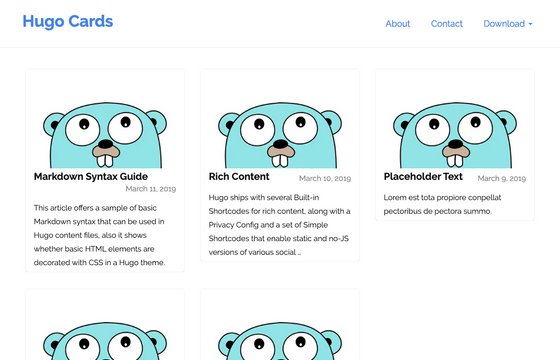 Hugo Cards
About Contact Download
Markdown Syntax Guide
March 11, 2019
This article offers a sample of basic
Markdown syntax that can be used in
Hugo content files, also it shows
whether basic HTML elements are
decorated with CSS in a Hugo theme.
Rich Content March 10, 2019
Hugo ships with several Built-in
Shortcodes for rich content, along with a
Privacy Config and a set of Simple
Shortcodes that enable static and no-JS
versions of various social …
Placeholder Text March 9, 2019
Lorem est tota propiore conpellat
pectoribus de pectora summo.